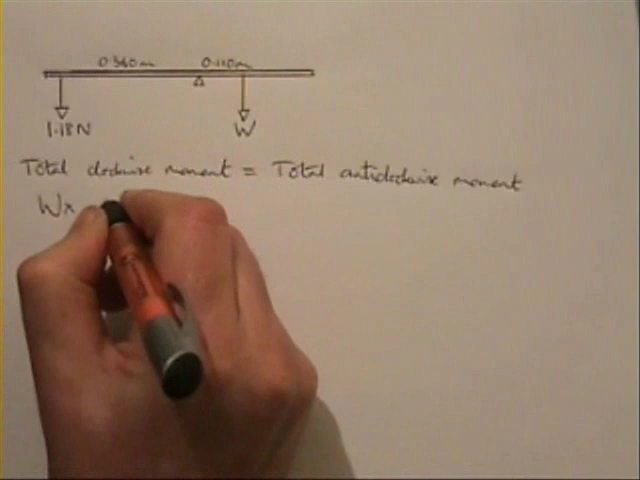 0.360m 0.110m
1.18N W
Total clockwise moment = Total anticlockwise moment
Wx